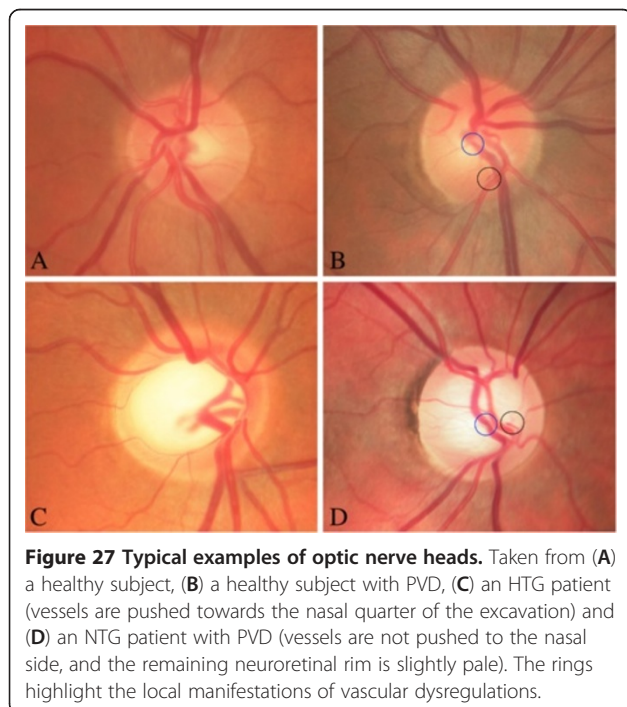 A
B
C
D
Figure 27 Typical examples of optic nerve heads. Taken from (A)
a healthy subject, (B) a healthy subject with PVD, (C) an HTG patient
(vessels are pushed towards the nasal quarter of the excavation) and
(D) an NTG patient with PVD (vessels are not pushed to the nasal
side, and the remaining neuroretinal rim is slightly pale). The rings
highlight the local manifestations of vascular dysregulations.